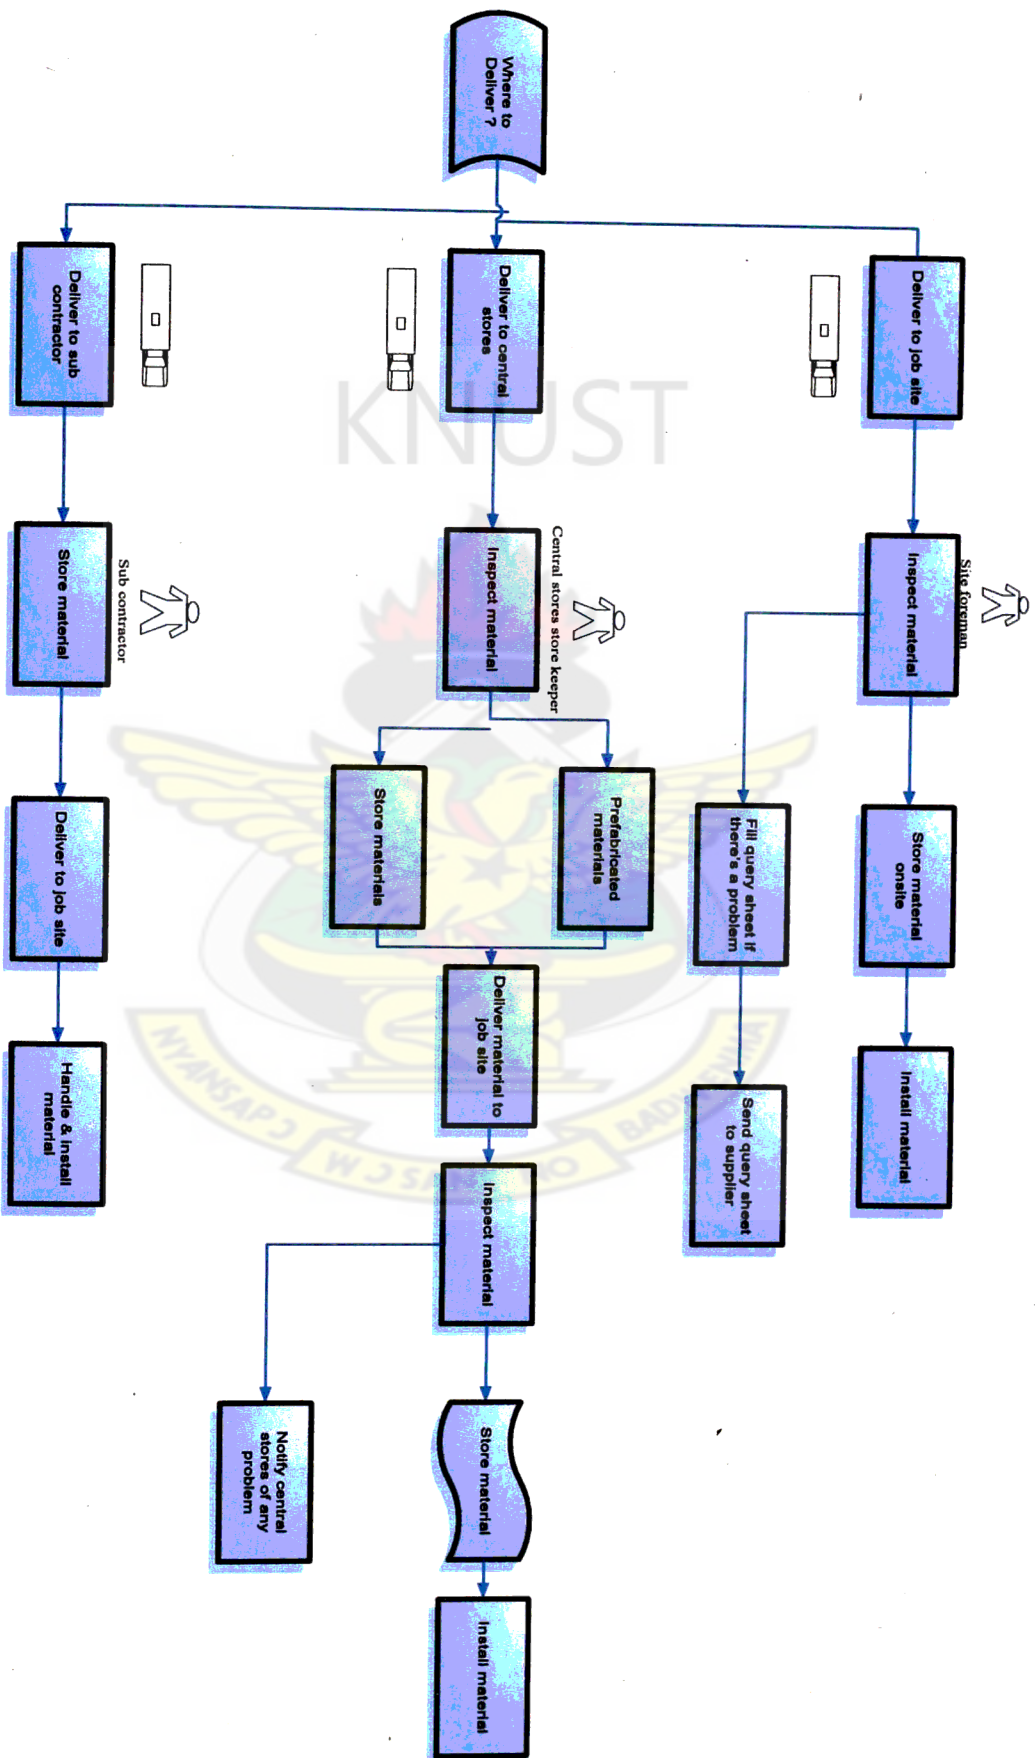 Where to
Deliver ?
Deliver to job site
Site foreman
Inspect material
Store material
onsite
Install material
Fill query sheet if
there's a problem
Send query sheet
to supplier
Deliver to central
stores
Central stores store keeper
Inspect material
Prefabricated
materials
Store materials
Deliver material to
job site
Inspect material
Store material
Install material
Notify central
stores of any
problem
Deliver to sub
contractor
Sub contractor
Store material
Deliver to job site
Handle & install
material
KNUST
NYANSAPƆ
WƆSA